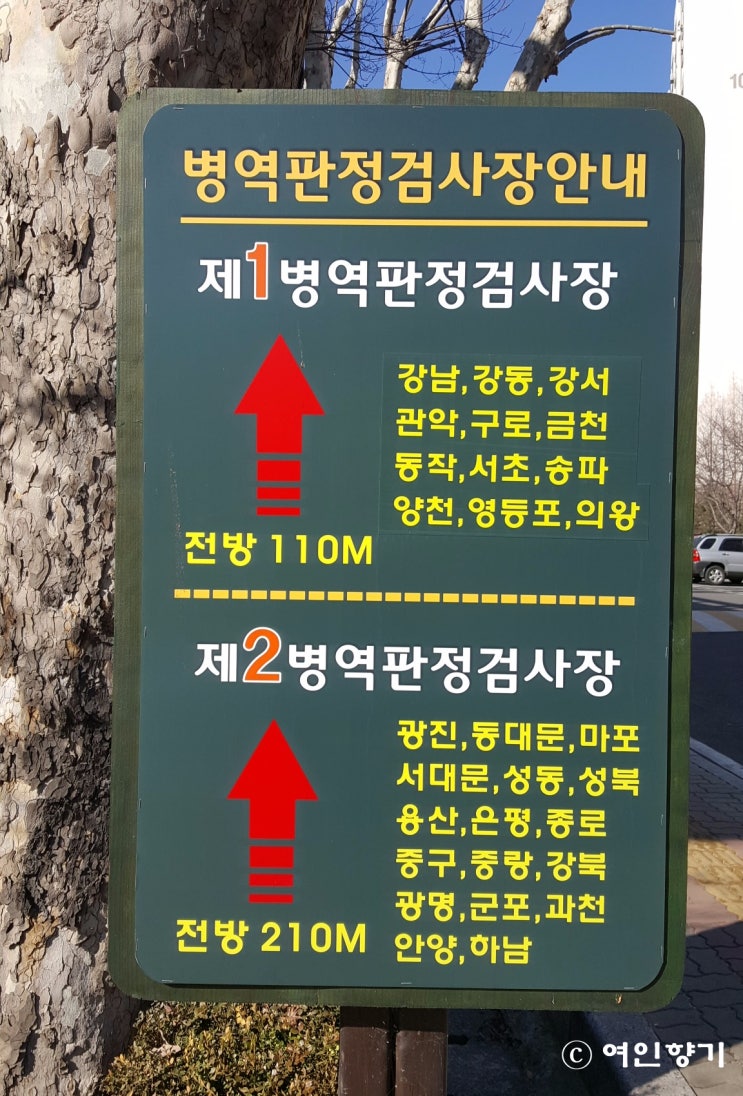 병역판정검사장안내
제1병역판정검사장
강남,강동,강서
관악,구로,금천
동작,서초,송파
양천,영등포,의왕
전방 110M
제2병역판정검사장
광진,동대문,마포
서대문,성동,성북
용산,은평,종로
중구,중랑,강북
광명,군포,과천
안양,하남
전방 210M
10
ⓒ 여인향기